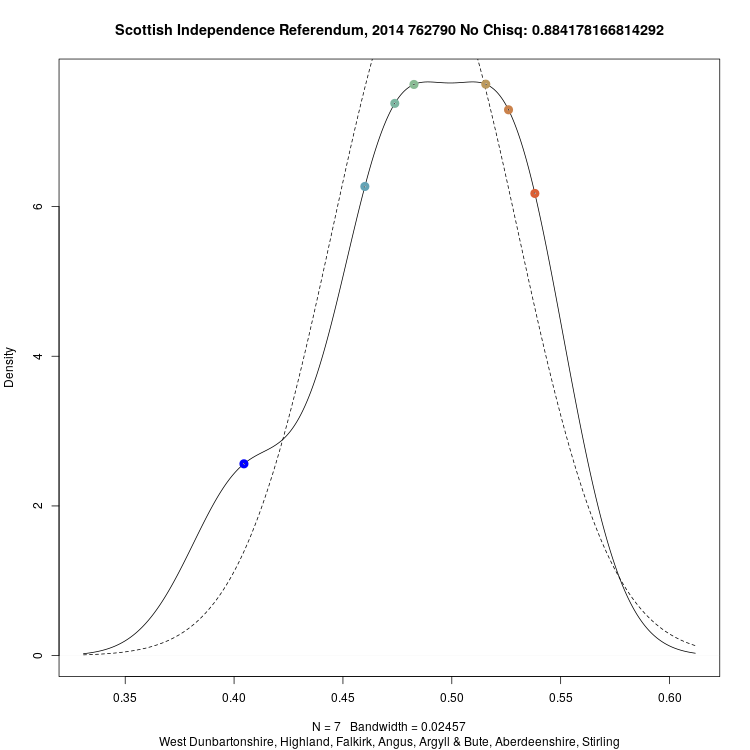 Scottish Independence Referendum, 2014 762790 No Chisq: 0.884178166814292
Density
6
4
2
0
0.35 0.40 0.45 0.50 0.55 0.60
N = 7 Bandwidth = 0.02457
West Dunbartonshire, Highland, Falkirk, Angus, Argyll & Bute, Aberdeenshire, Stirling